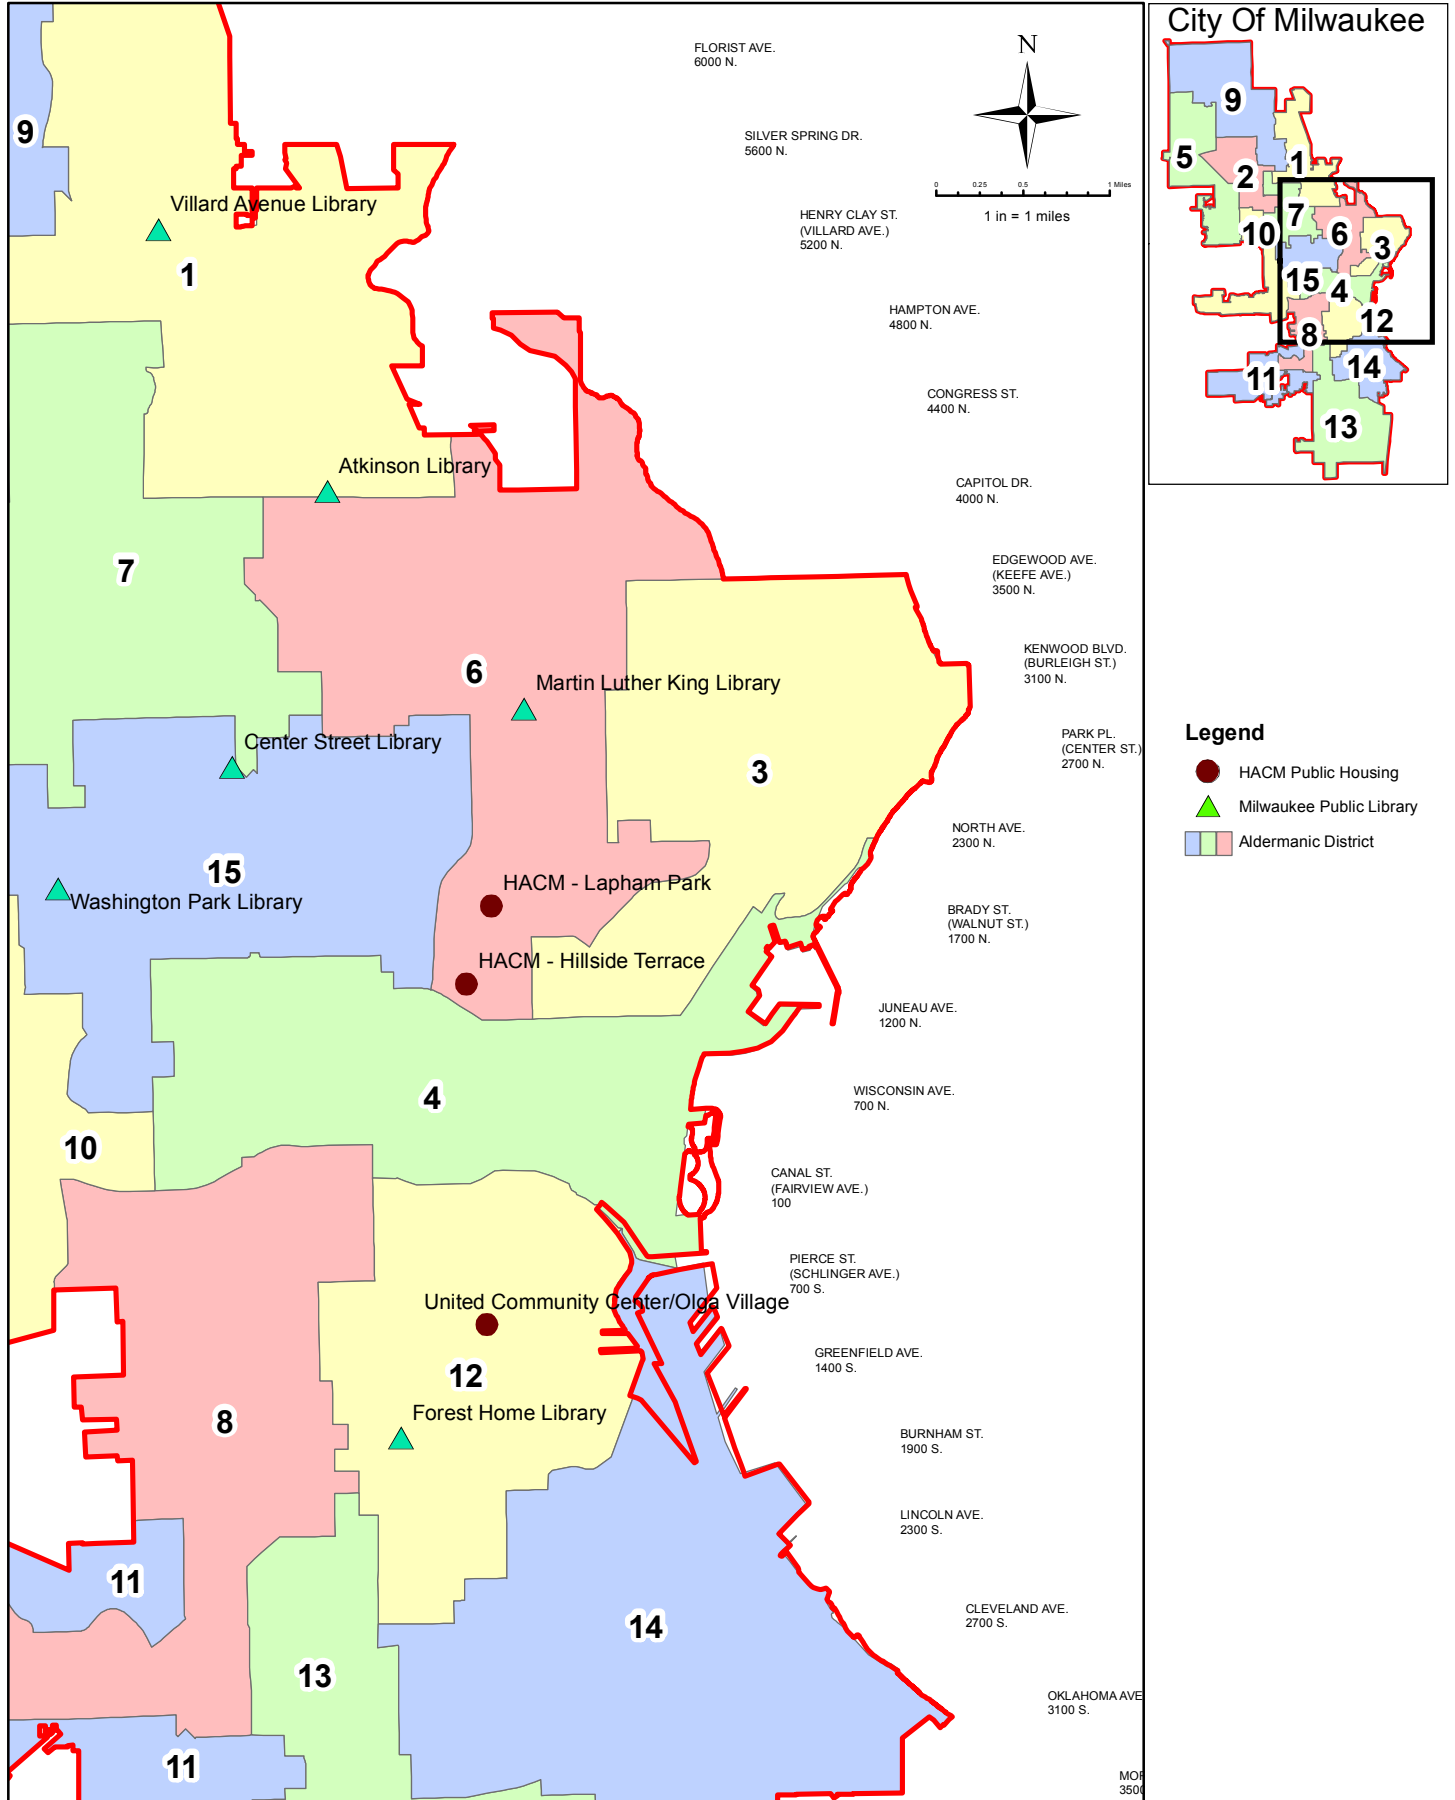 City Of Milwaukee
9
5
2
1
7
10
6
3
15
4
12
8
11
14
13
N
0
0.25
0.5
1 Miles
1 in = 1 miles
FLORIST AVE.
6000 N.
SILVER SPRING DR.
5600 N.
HENRY CLAY ST.
(VILLARD AVE.)
5200 N.
HAMPTON AVE.
4800 N.
CONGRESS ST.
4400 N.
CAPITOL DR.
4000 N.
EDGEWOOD AVE.
(KEEFE AVE.)
3500 N.
KENWOOD BLVD.
(BURLEIGH ST.)
3100 N.
PARK PL.
(CENTER ST.)
2700 N.
NORTH AVE.
2300 N.
BRADY ST.
(WALNUT ST.)
1700 N.
JUNEAU AVE.
1200 N.
WISCONSIN AVE.
700 N.
CANAL ST.
(FAIRVIEW AVE.)
100
PIERCE ST.
(SCHLINGER AVE.)
700 S.
GREENFIELD AVE.
1400 S.
BURNHAM ST.
1900 S.
LINCOLN AVE.
2300 S.
CLEVELAND AVE.
2700 S.
OKLAHOMA AVE
3100 S.
9
Villard Avenue Library
1
Atkinson Library
7
6
Martin Luther King Library
Center Street Library
3
15
HACM - Lapham Park
Washington Park Library
HACM - Hillside Terrace
4
10
United Community Center/Olga Village
12
Forest Home Library
8
11
14
13
11
Legend
HACM Public Housing
Milwaukee Public Library
Aldermanic District